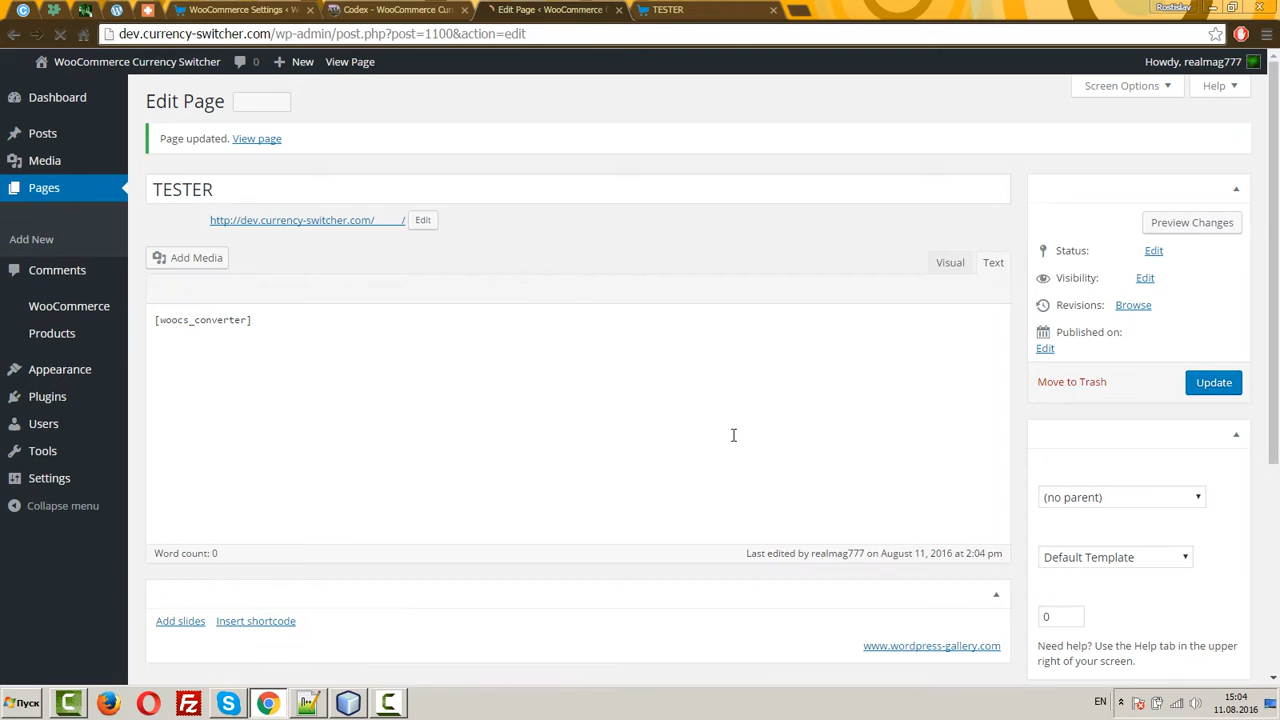 WooCommerce Settings < W
Codex - WooCommerce Cur
Edit Page < WooCommerce C
TESTER
Rostislav
dev.currency-switcher.com/wp-admin/post.php?post=1100&action=edit
WooCommerce Currency Switcher
0
New
View Page
Howdy, realmag777
Dashboard
Posts
Media
Pages
Add New
Comments
WooCommerce
Products
Appearance
Plugins
Users
Tools
Settings
Collapse menu
Screen Options
Help
Edit Page
Page updated. View page
TESTER
http://dev.currency-switcher.com/ /
Edit
Add Media
Visual
Text
[woocs_converter]
Word count: 0
Last edited by realmag777 on August 11, 2016 at 2:04 pm
Add slides
Insert shortcode
www.wordpress-gallery.com
Preview Changes
Status: Edit
Visibility: Edit
Revisions: Browse
Published on:
Edit
Move to Trash
Update
(no parent)
Default Template
0
Need help? Use the Help tab in the upper
right of your screen.
Пуск
EN
15:04
11.08.2016